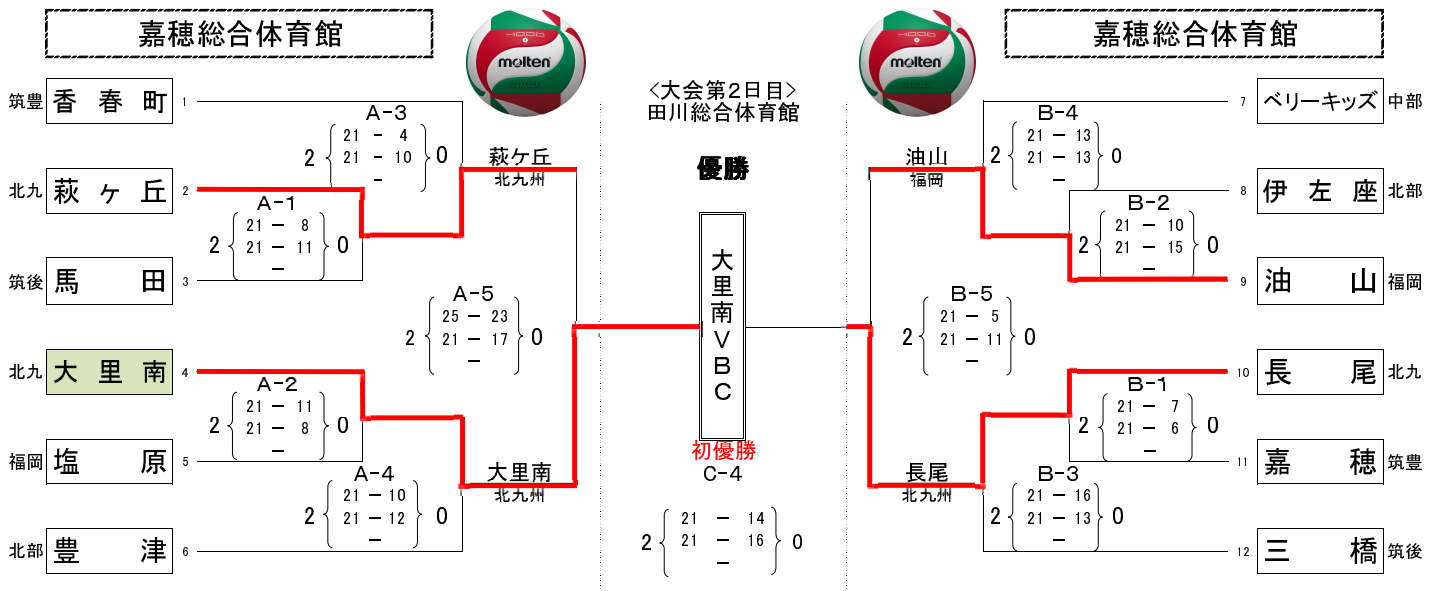 嘉穂総合体育館
molten
molten
嘉穂総合体育館
<大会第2日目>
田川総合体育館
優勝
大里南VBC
初優勝
C-4
2 21 － 14 0
21 － 16
－
筑豊 香春町 1
北九 萩ヶ丘 2
筑後 馬田 3
北九 大里南 4
福岡 塩原 5
北部 豊津 6
A-3
2 21 － 4 0
21 － 10
－
A-1
2 21 － 8 0
21 － 11
－
萩ケ丘
北九州
A-5
2 25 － 23 0
21 － 17
－
A-2
2 21 － 11 0
21 － 8
－
A-4
2 21 － 10 0
21 － 12
－
大里南
北九州
7 ベリーキッズ 中部
8 伊左座 北部
9 油山 福岡
10 長尾 北九
11 嘉穂 筑豊
12 三橋 筑後
油山
福岡
B-4
2 21 － 13 0
21 － 13
－
B-2
2 21 － 10 0
21 － 15
－
B-5
2 21 － 5 0
21 － 11
－
B-1
2 21 － 7 0
21 － 6
－
長尾
北九州
B-3
2 21 － 16 0
21 － 13
－